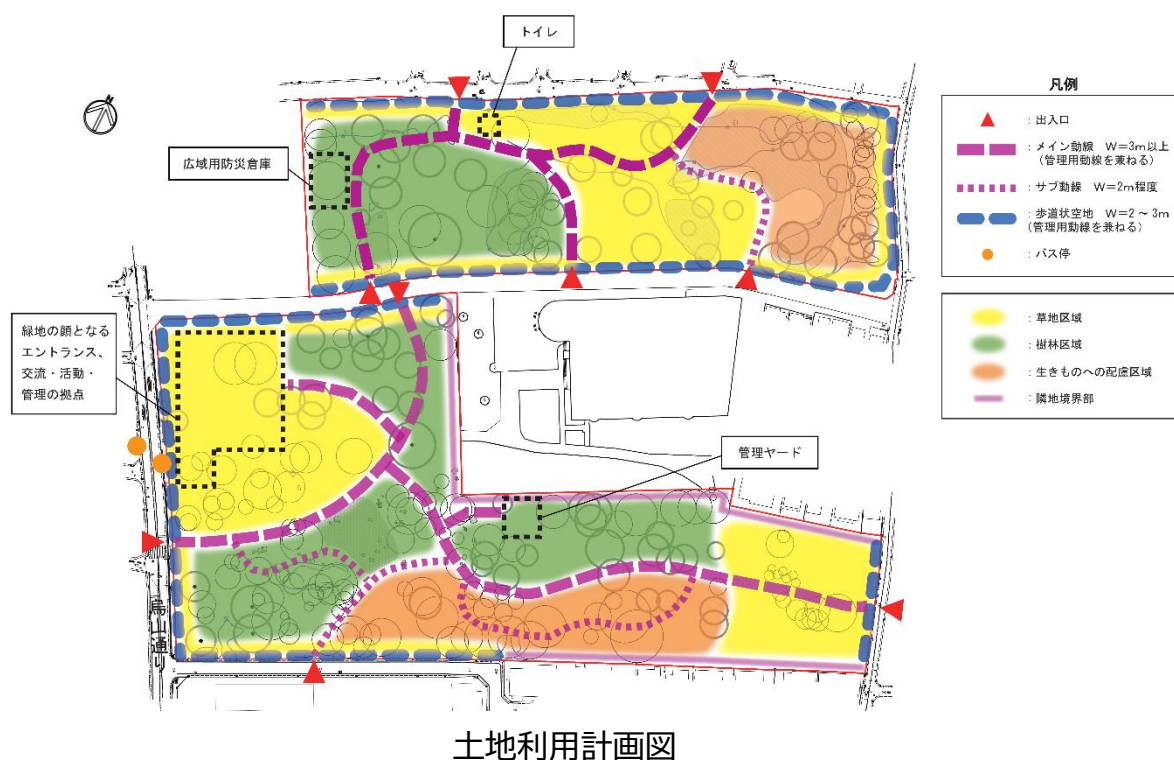 トイレ
広域用防災倉庫
緑地の顔となる
エントランス、
交流・活動・
管理の拠点
管理ヤード
烏山通り
凡例
:出入口
:メイン動線 W=3m以上
(管理用動線を兼ねる)
:サブ動線 W=2m程度
:歩道状空地 W=2~3m
(管理用動線を兼ねる)
:バス停
:草地区域
:樹林区域
:生きものへの配慮区域
:隣地境界部
土地利用計画図